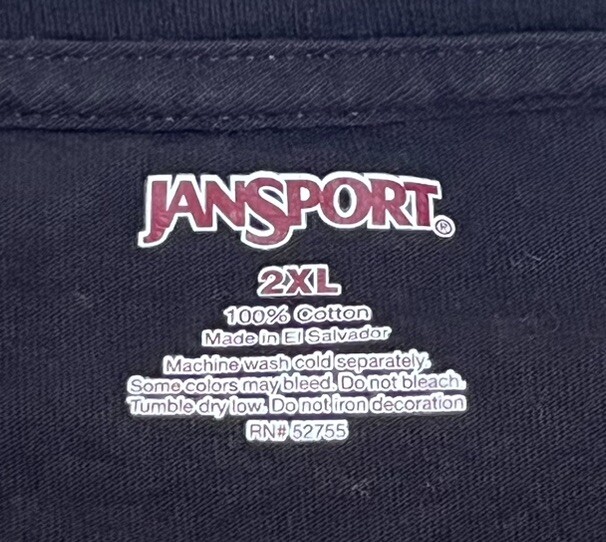 JANSPORT®
2XL
100% Cotton
Made in El Salvador
Machine wash cold separately.
Some colors may bleed. Do not bleach.
Tumble dry low. Do not iron decoration
RN# 52755